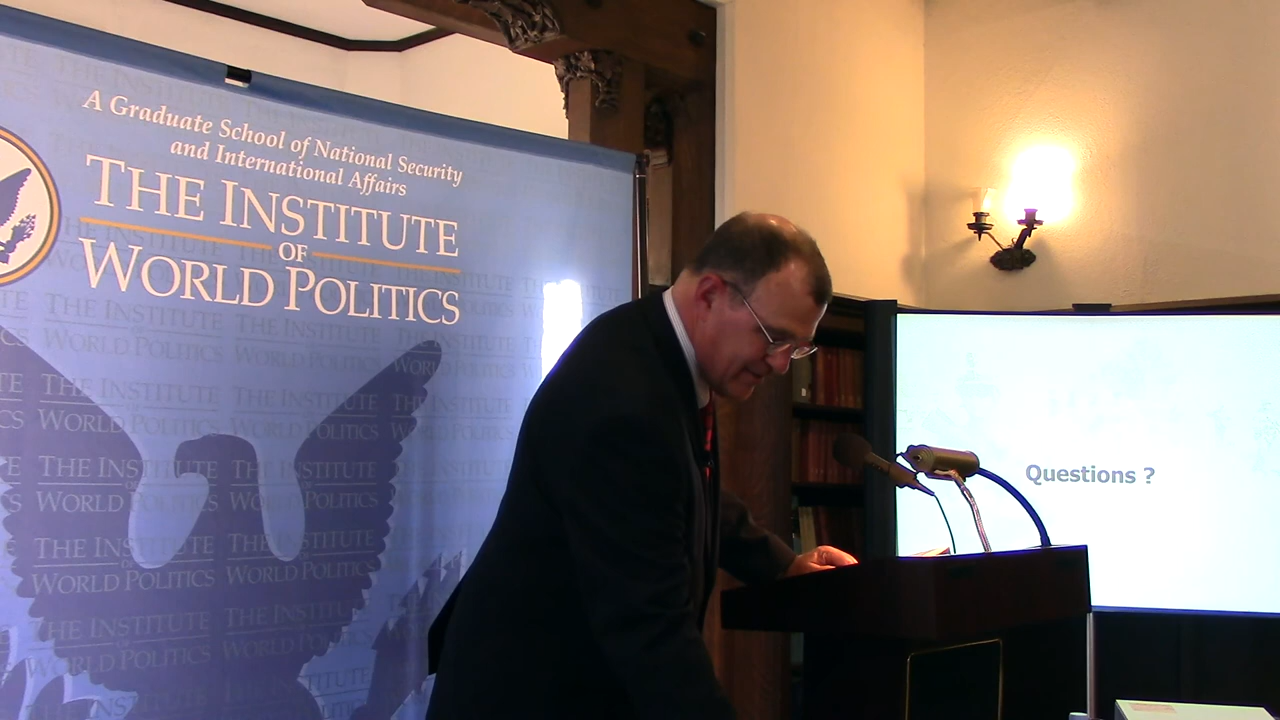 A Graduate School of National Security
and International Affairs
THE INSTITUTE
OF
WORLD POLITICS
Questions ?